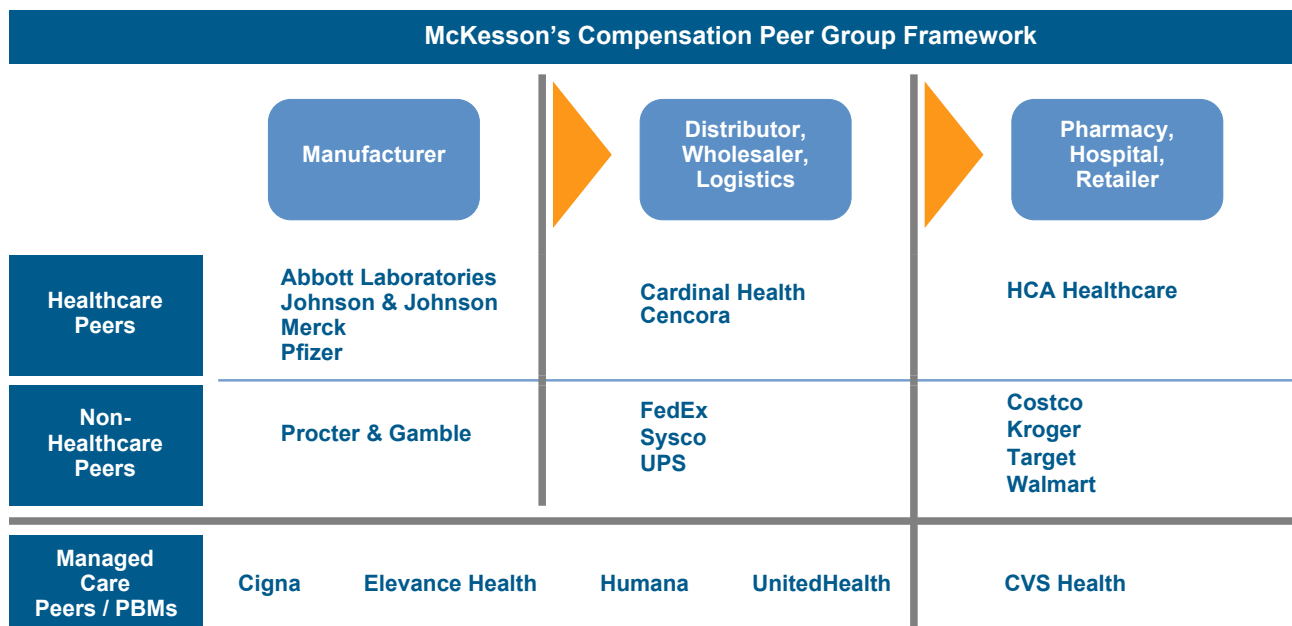 McKesson's Compensation Peer Group Framework
Manufacturer
Distributor,
Wholesaler,
Logistics
Pharmacy,
Hospital,
Retailer
Healthcare
Peers
Abbott Laboratories
Johnson & Johnson
Merck
Pfizer
Cardinal Health
Cencora
HCA Healthcare
Non-
Healthcare
Peers
Procter & Gamble
FedEx
Sysco
UPS
Costco
Kroger
Target
Walmart
Managed
Care
Peers / PBMs
Cigna Elevance Health Humana UnitedHealth CVS Health